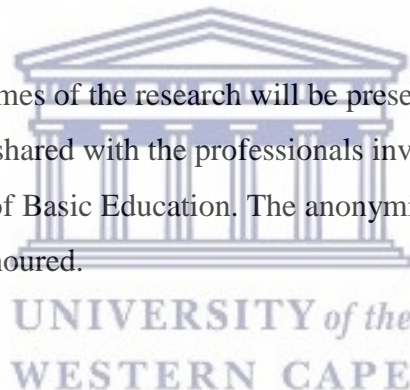 mes of the research will be prese
shared with the professionals inv
of Basic Education. The anonymi
noured.
UNIVERSITY of the
WESTERN CAPE